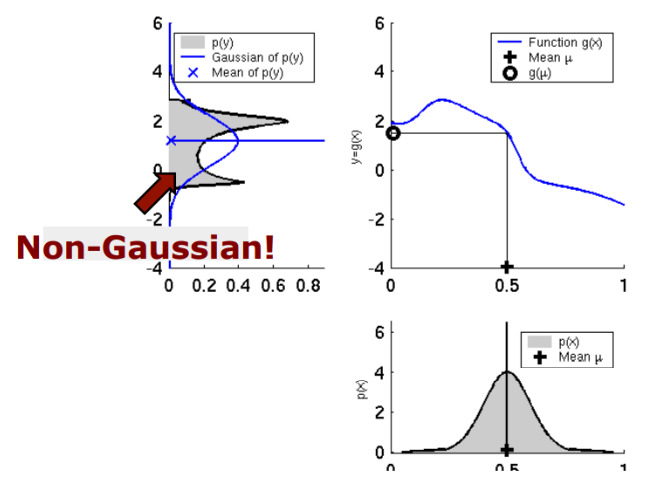 6
4
2
0
-2
-4
0 0.2 0.4 0.6 0.8
p(y)
Gaussian of p(y)
Mean of p(y)
Non-Gaussian!
6
4
2
0
-2
-4
0 0.5 1
y=g(x)
Function g(x)
Mean μ
g(μ)
6
4
2
0
0 0.5 1
p(x)
p(x)
Mean μ